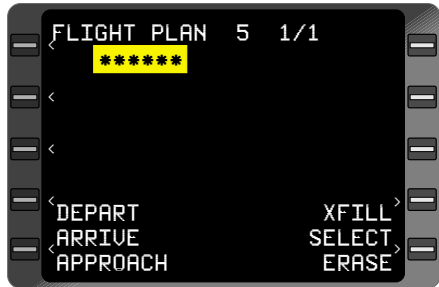 FLIGHT PLAN 5 1/1
<******
<
<
<DEPART XFILL>
ARRIVE SELECT
<APPROACH ERASE>